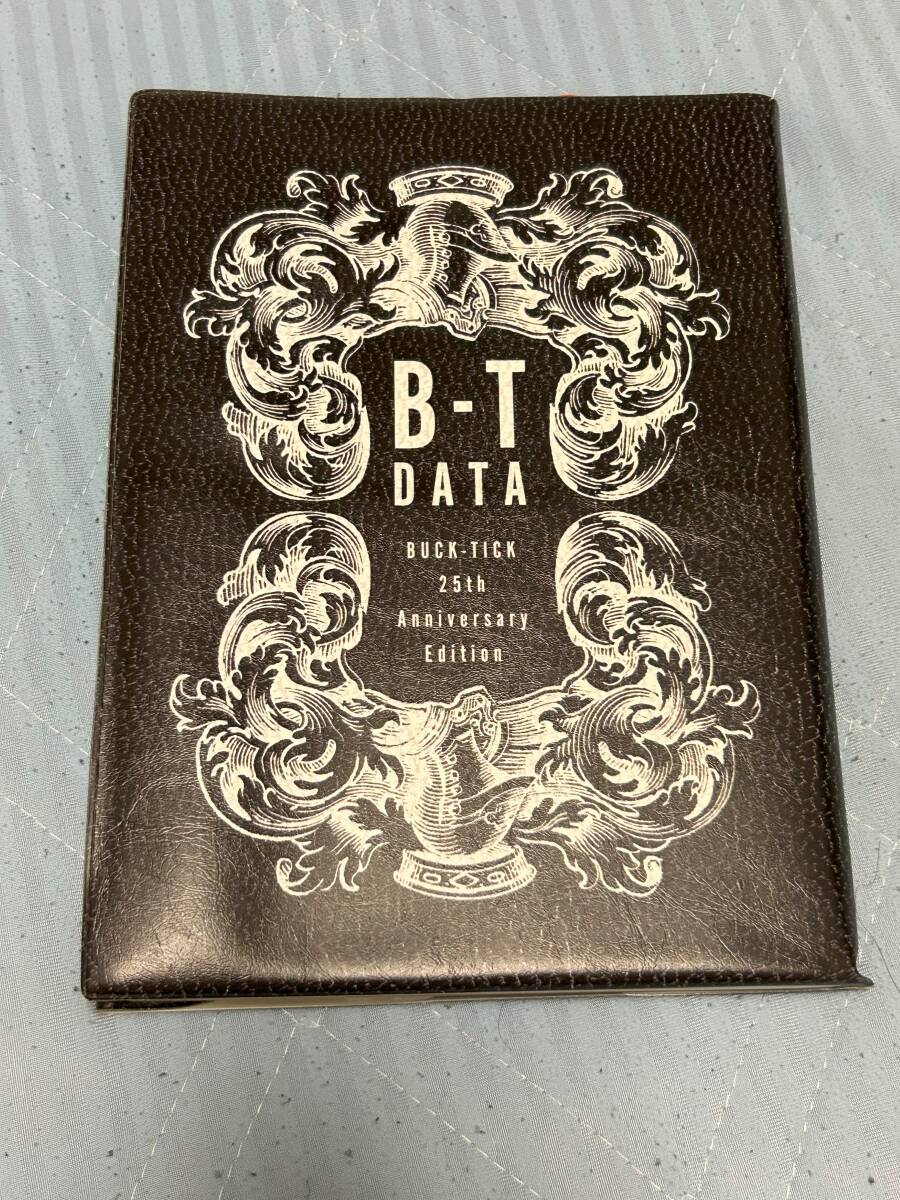 B-T
DATA
BUCK-TICK
25th
Anniversary
Edition